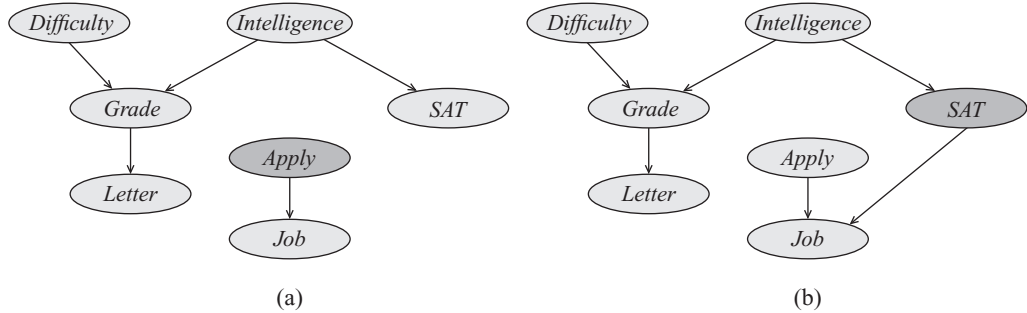 Difficulty Intelligence
Grade SAT
Apply
Letter
Job
(a)
Difficulty Intelligence
Grade SAT
Apply
Letter
Job
(b)